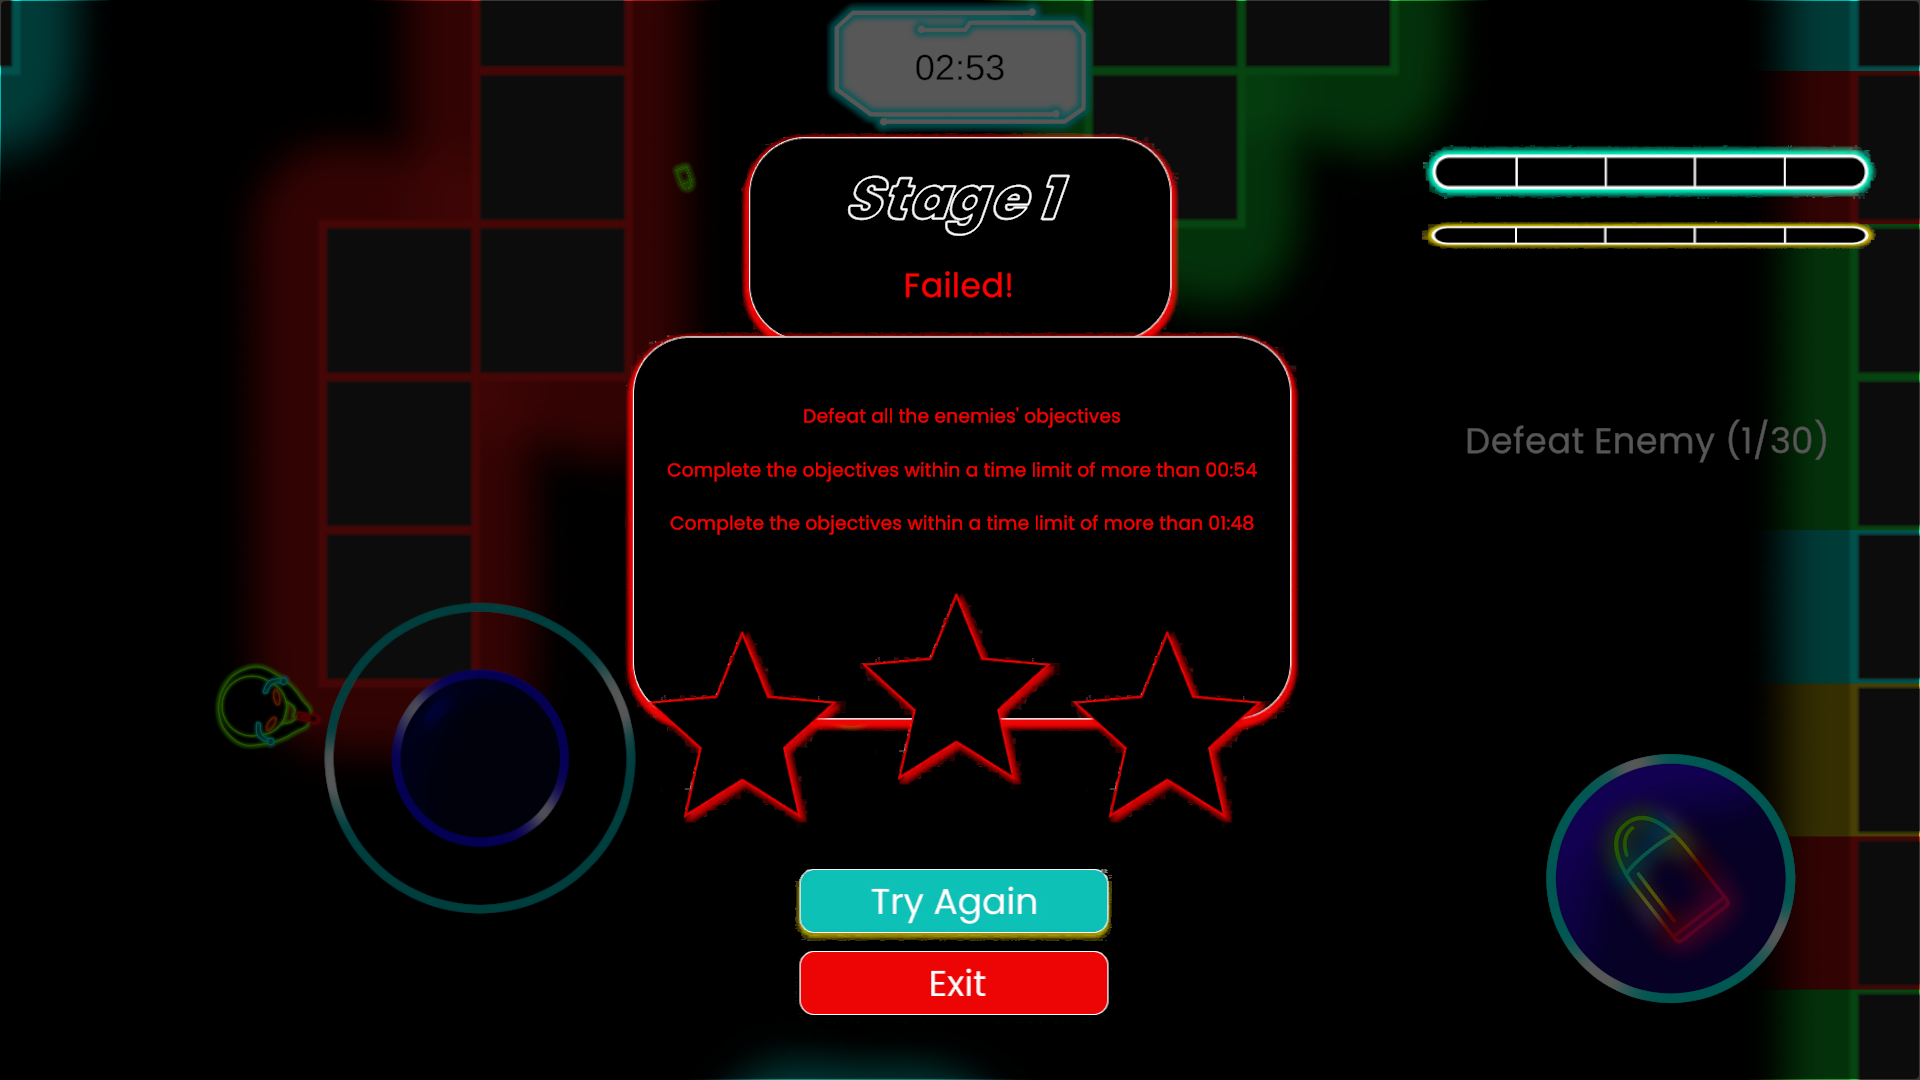 02:53
Stage 1
Failed!
Defeat all the enemies' objectives
Complete the objectives within a time limit of more than 00:54
Complete the objectives within a time limit of more than 01:48
Defeat Enemy (1/30)
Try Again
Exit